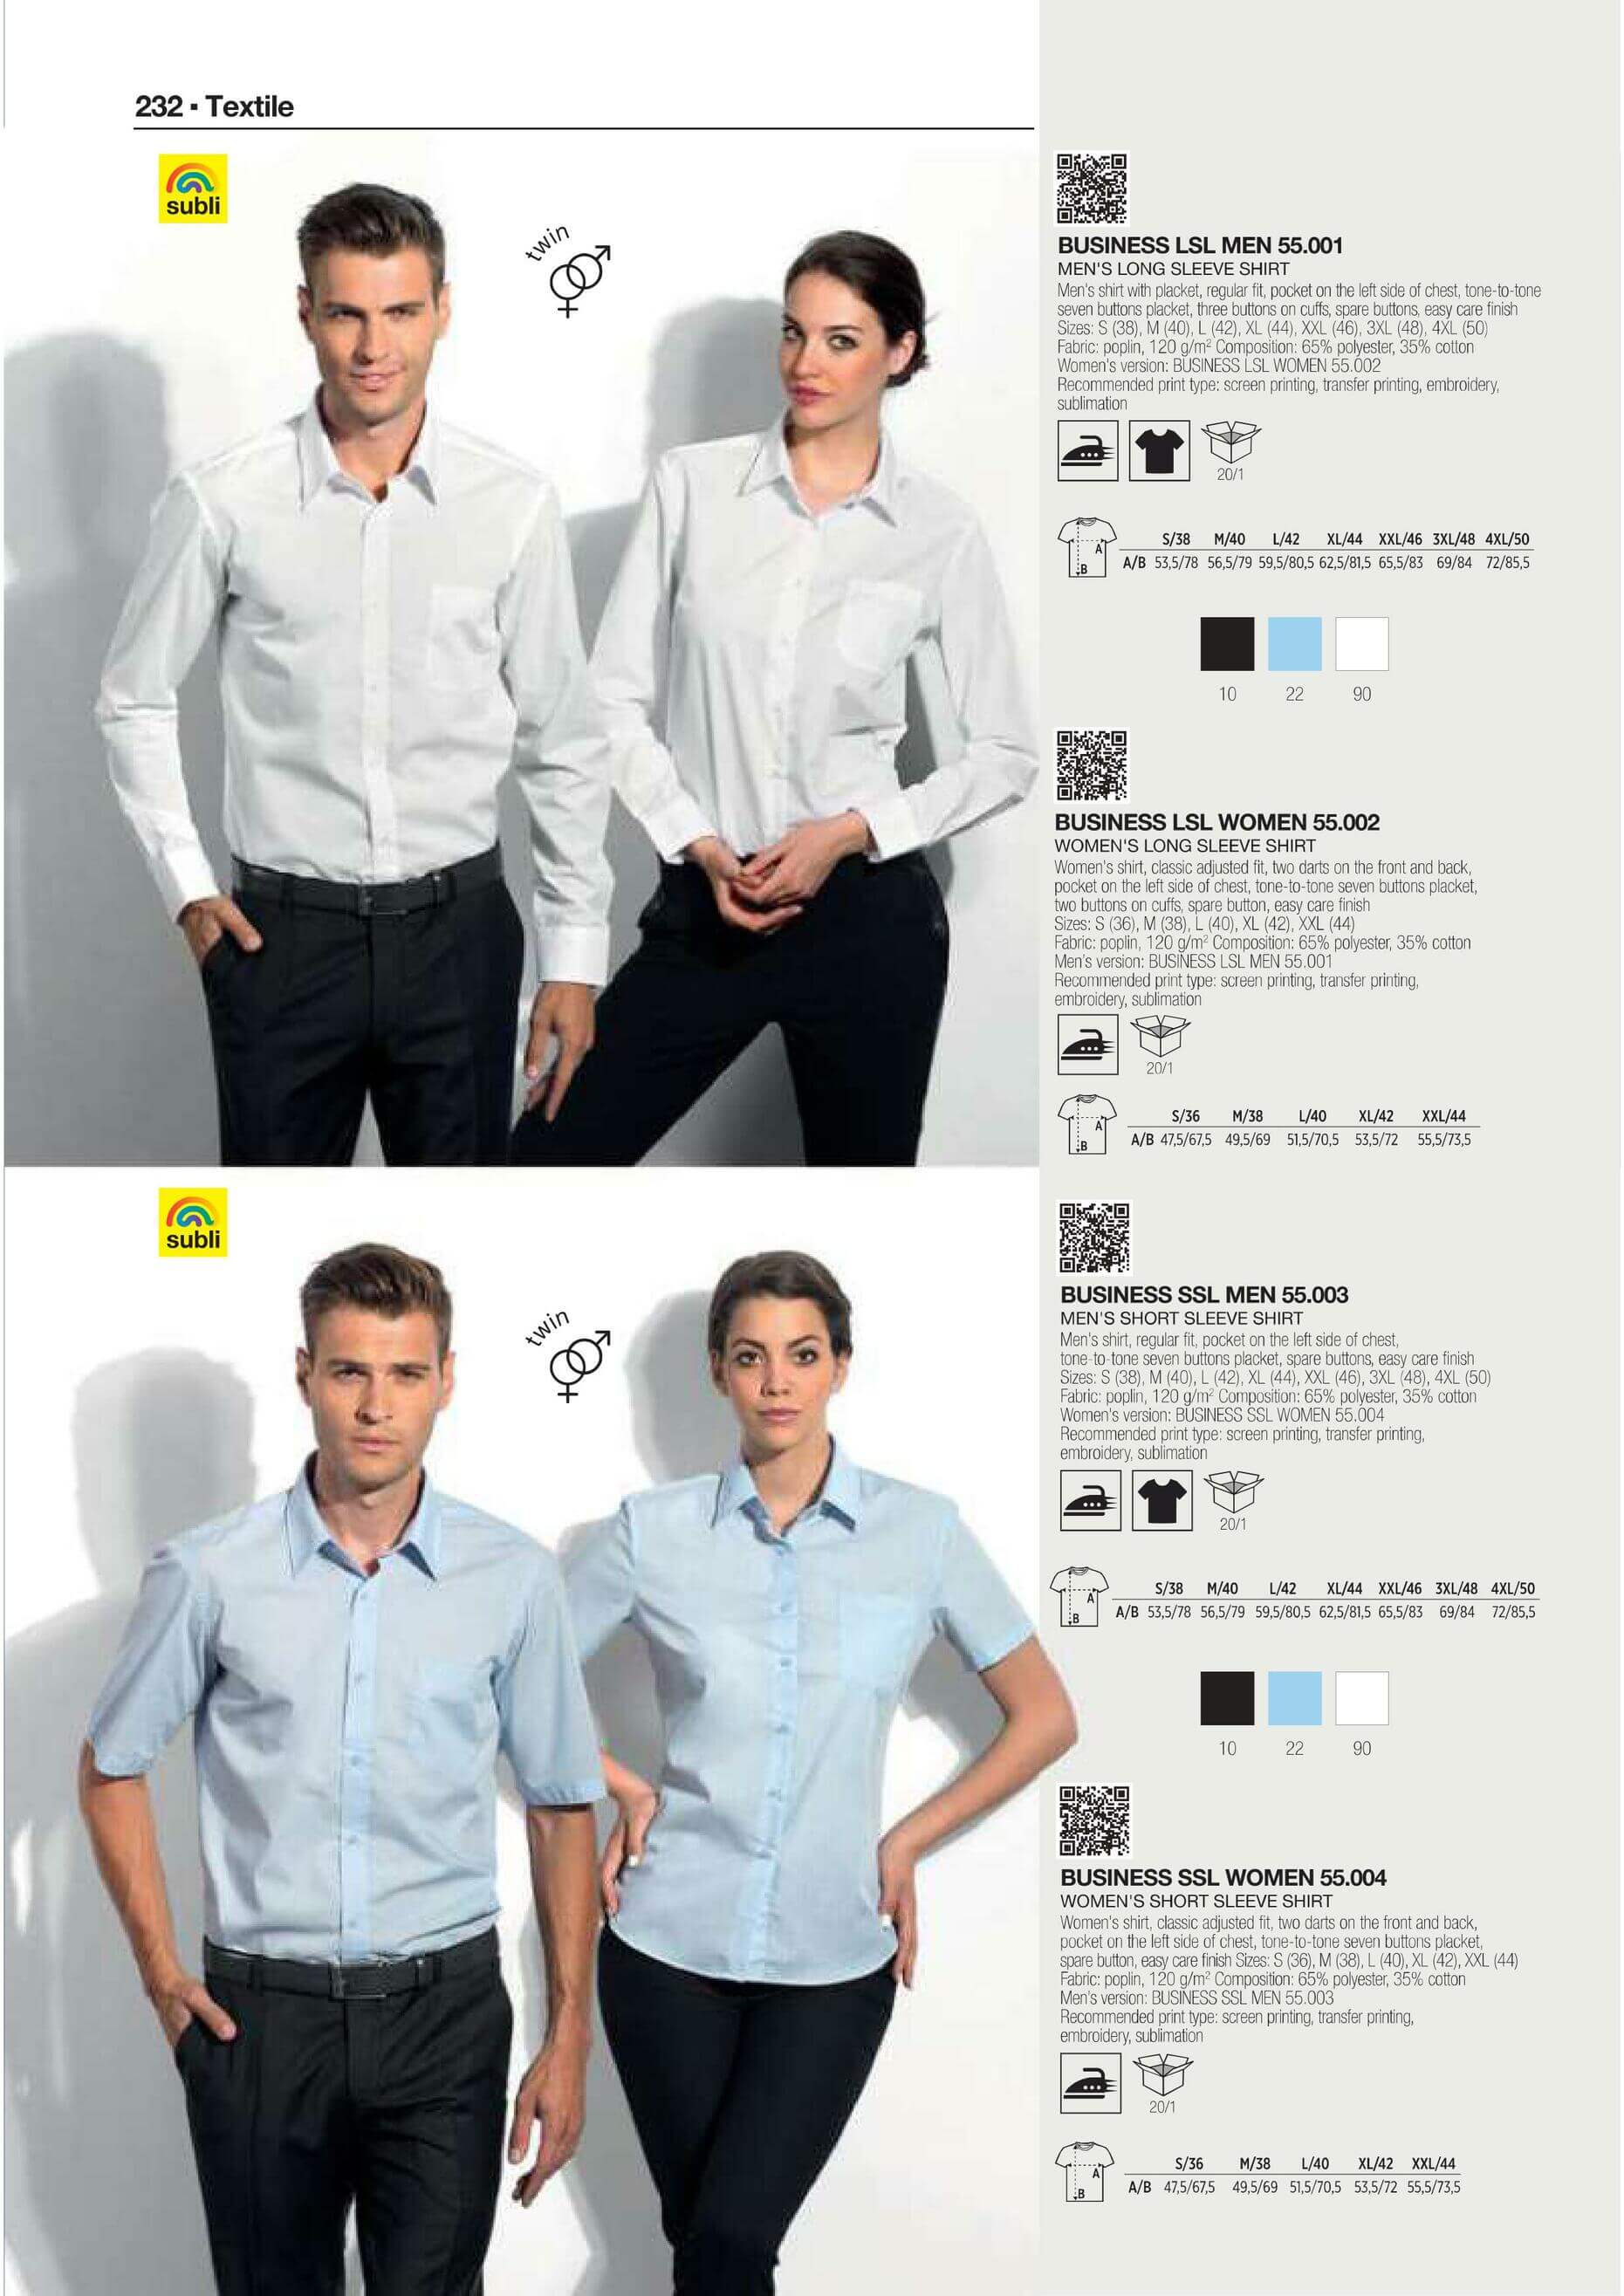 232 ▪ Textile
subli
twin
BUSINESS LSL MEN 55.001
MEN'S LONG SLEEVE SHIRT
Men's shirt with placket, regular fit, pocket on the left side of chest, tone-to-tone
seven buttons placket, three buttons on cuffs, spare buttons, easy care finish
Sizes: S (38), M (40), L (42), XL (44), XXL (46), 3XL (48), 4XL (50)
Fabric: poplin, 120 g/m² Composition: 65% polyester, 35% cotton
Women's version: BUSINESS LSL WOMEN 55.002
Recommended print type: screen printing, transfer printing, embroidery,
sublimation
20/1
A
B
S/38 M/40 L/42 XL/44 XXL/46 3XL/48 4XL/50
A/B 53,5/78 56,5/79 59,5/80,5 62,5/81,5 65,5/83 69/84 72/85,5
10 22 90
BUSINESS LSL WOMEN 55.002
WOMEN'S LONG SLEEVE SHIRT
Women's shirt, classic adjusted fit, two darts on the front and back,
pocket on the left side of chest, tone-to-tone seven buttons placket,
two buttons on cuffs, spare button, easy care finish
Sizes: S (36), M (38), L (40), XL (42), XXL (44)
Fabric: poplin, 120 g/m² Composition: 65% polyester, 35% cotton
Men's version: BUSINESS LSL MEN 55.001
Recommended print type: screen printing, transfer printing,
embroidery, sublimation
20/1
A
B
S/36 M/38 L/40 XL/42 XXL/44
A/B 47,5/67,5 49,5/69 51,5/70,5 53,5/72 55,5/73,5
subli
twin
BUSINESS SSL MEN 55.003
MEN'S SHORT SLEEVE SHIRT
Men's shirt, regular fit, pocket on the left side of chest,
tone-to-tone seven buttons placket, spare buttons, easy care finish
Sizes: S (38), M (40), L (42), XL (44), XXL (46), 3XL (48), 4XL (50)
Fabric: poplin, 120 g/m² Composition: 65% polyester, 35% cotton
Women's version: BUSINESS SSL WOMEN 55.004
Recommended print type: screen printing, transfer printing,
embroidery, sublimation
20/1
A
B
S/38 M/40 L/42 XL/44 XXL/46 3XL/48 4XL/50
A/B 53,5/78 56,5/79 59,5/80,5 62,5/81,5 65,5/83 69/84 72/85,5
10 22 90
BUSINESS SSL WOMEN 55.004
WOMEN'S SHORT SLEEVE SHIRT
Women's shirt, classic adjusted fit, two darts on the front and back,
pocket on the left side of chest, tone-to-tone seven buttons placket,
spare button, easy care finish Sizes: S (36), M (38), L (40), XL (42), XXL (44)
Fabric: poplin, 120 g/m² Composition: 65% polyester, 35% cotton
Men's version: BUSINESS SSL MEN 55.003
Recommended print type: screen printing, transfer printing,
embroidery, sublimation
20/1
A
B
S/36 M/38 L/40 XL/42 XXL/44
A/B 47,5/67,5 49,5/69 51,5/70,5 53,5/72 55,5/73,5